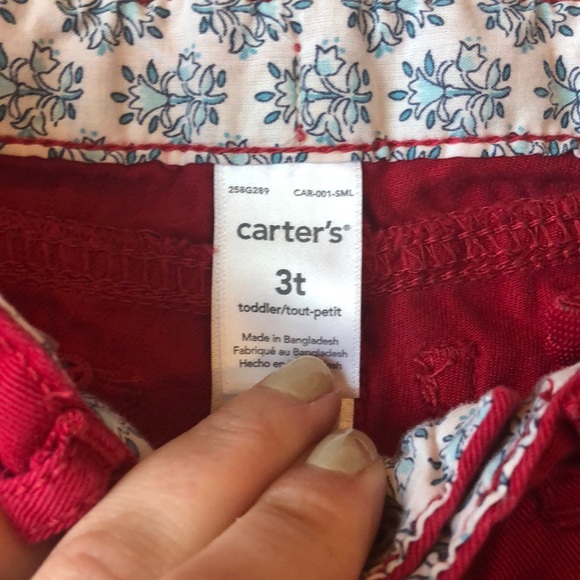 258G289 CAR-001-SML
carter's®
3t
toddler/tout-petit
Made in Bangladesh
Fabriqué au Bangladesh
Hecho en